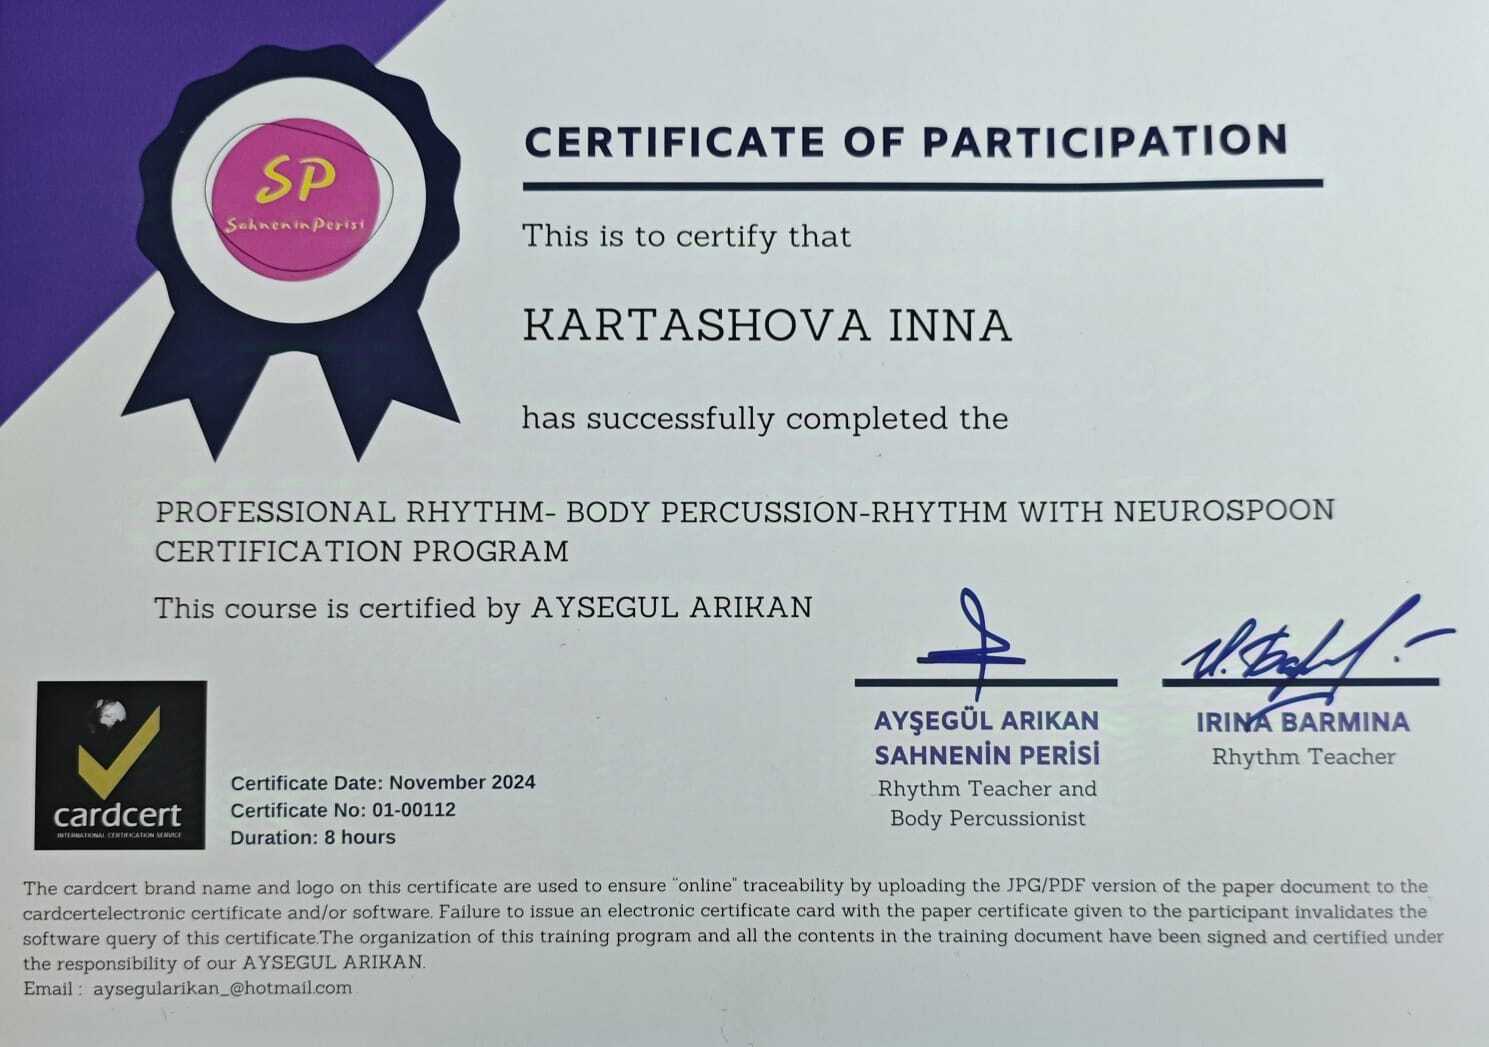 SP
SahneninPerisi
CERTIFICATE OF PARTICIPATION
This is to certify that
KARTASHOVA INNA
has successfully completed the
PROFESSIONAL RHYTHM- BODY PERCUSSION-RHYTHM WITH NEUROSPOON
CERTIFICATION PROGRAM
This course is certified by AYSEGUL ARIKAN
AYŞEGÜL ARIKAN
SAHNENİN PERİSİ
Rhythm Teacher and
Body Percussionist
IRINA BARMINA
Rhythm Teacher
cardcert
INTERNATIONAL CERTIFICATION SERVICE
Certificate Date: November 2024
Certificate No: 01-00112
Duration: 8 hours
The cardcert brand name and logo on this certificate are used to ensure "online" traceability by uploading the JPG/PDF version of the paper document to the
cardcertelectronic certificate and/or software. Failure to issue an electronic certificate card with the paper certificate given to the participant invalidates the
software query of this certificate.The organization of this training program and all the contents in the training document have been signed and certified under
the responsibility of our AYSEGUL ARIKAN.
Email : aysegularikan_@hotmail.com